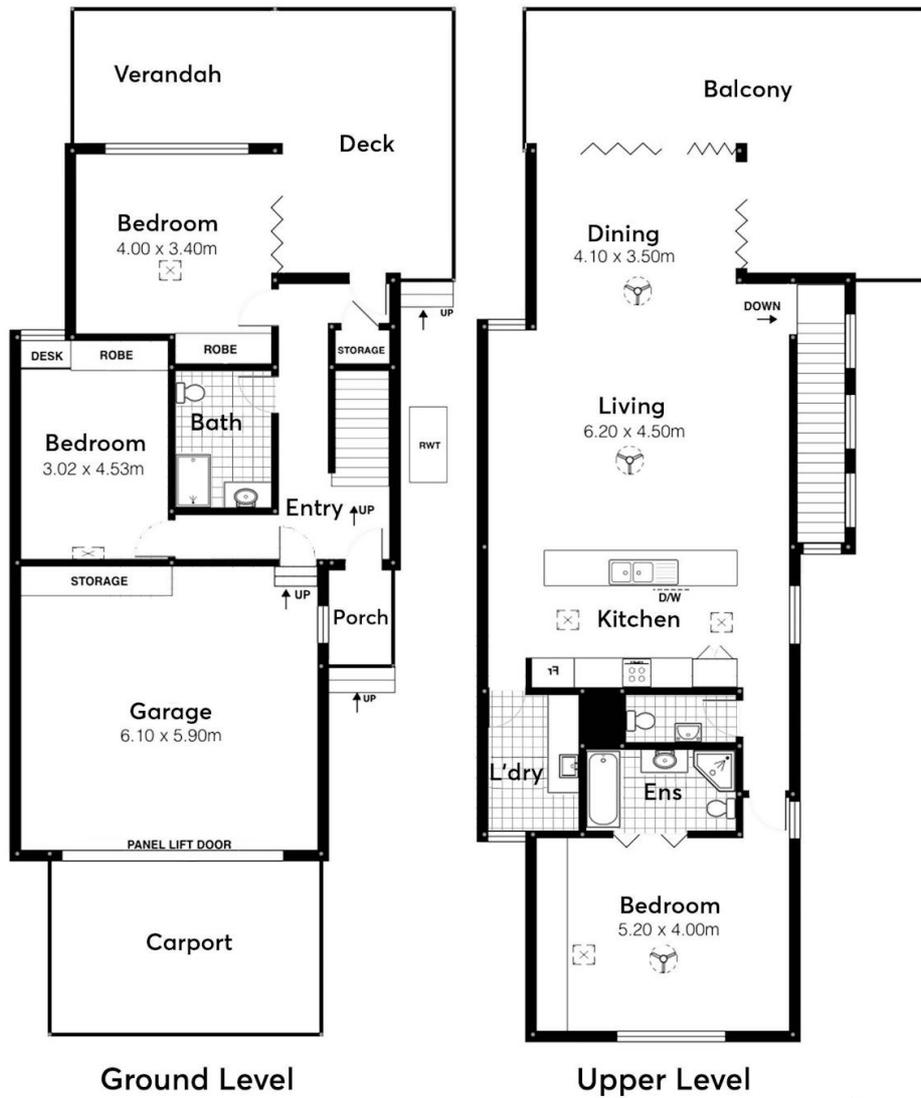 Verandah
Deck
Bedroom
4.00 x 3.40m
UP
DESK
ROBE
ROBE
STORAGE
Bath
Bedroom
3.02 x 4.53m
RWT
Entry
UP
STORAGE
UP
Porch
UP
Garage
6.10 x 5.90m
PANEL LIFT DOOR
Carport
Ground Level
Balcony
Dining
4.10 x 3.50m
DOWN
Living
6.20 x 4.50m
D/W
Kitchen
Fr
L'dry
Ens
Bedroom
5.20 x 4.00m
Upper Level